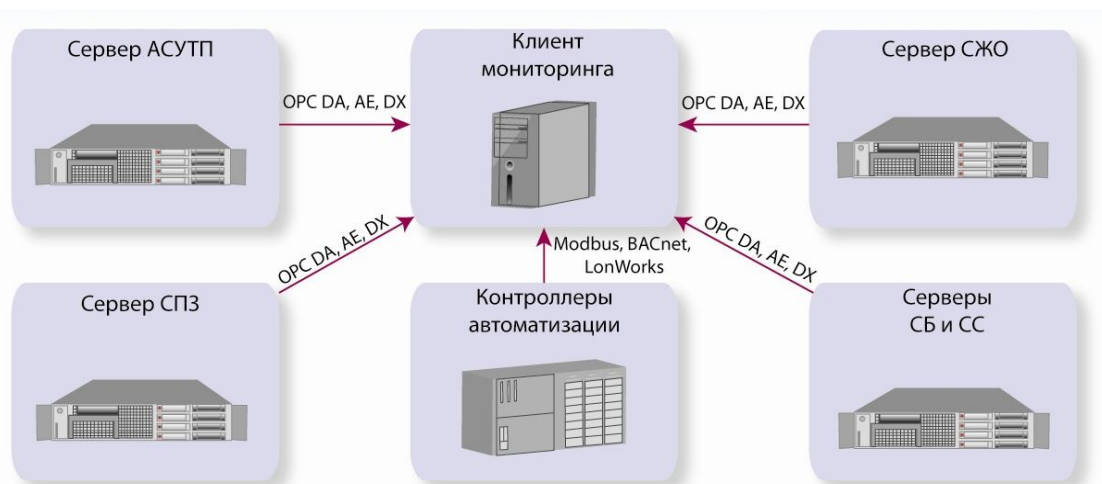 Сервер АСУТП
Клиент
мониторинга
Сервер СЖО
OPC DA, AE, DX
OPC DA, AE, DX
OPC DA, AE, DX
Modbus, BACnet,
LonWorks
OPC DA, AE, DX
Сервер СПЗ
Контроллеры
автоматизации
Серверы
СБ и СС